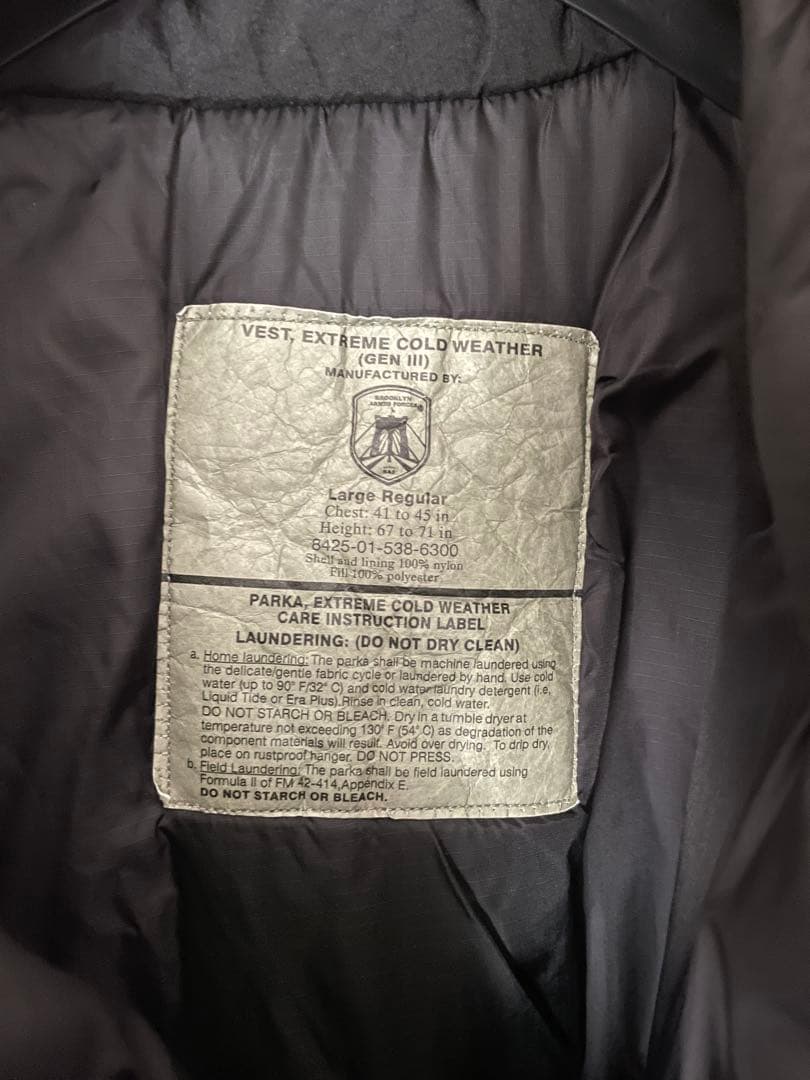 VEST, EXTREME COLD WEATHER
(GEN III)
MANUFACTURED BY:
BROOKLYN
ARMED FORCES
Large Regular
Chest: 41 to 45 in
Height: 67 to 71 in
8425-01-538-6300
Shell and lining 100% nylon
Fill 100% polyester
PARKA, EXTREME COLD WEATHER
CARE INSTRUCTION LABEL
LAUNDERING: (DO NOT DRY CLEAN)
a. Home laundering: The parka shall be machine laundered using
the delicate/gentle fabric cycle or laundered by hand. Use cold
water (up to 90° F/32° C) and cold water laundry detergent (i.e,
Liquid Tide or Era Plus).Rinse in clean, cold water.
DO NOT STARCH OR BLEACH. Dry in a tumble dryer at
temperature not exceeding 130° F (54° C) as degradation of the
component materials will result. Avoid over drying. To drip dry,
place on rustproof hanger. DO NOT PRESS.
b. Field Laundering: The parka shall be field laundered using
Formula II of FM 42-414,Appendix E.
DO NOT STARCH OR BLEACH.